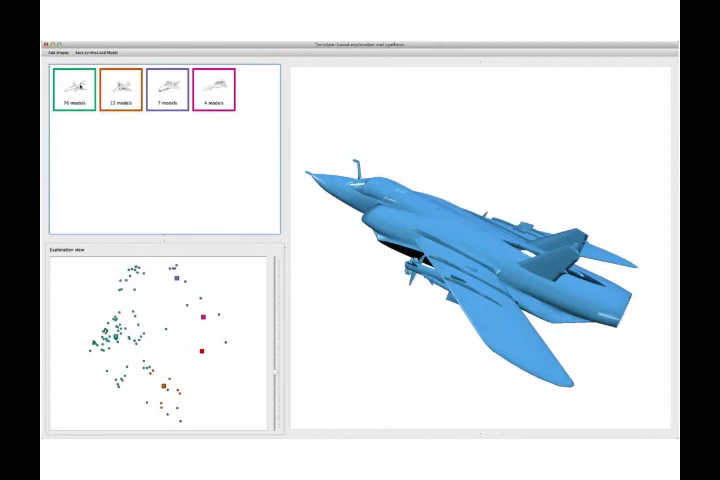 Template-based exploration and synthesis
Add Shapes Save Synthesized Model
76 models 13 models 7 models 4 models
Exploration view